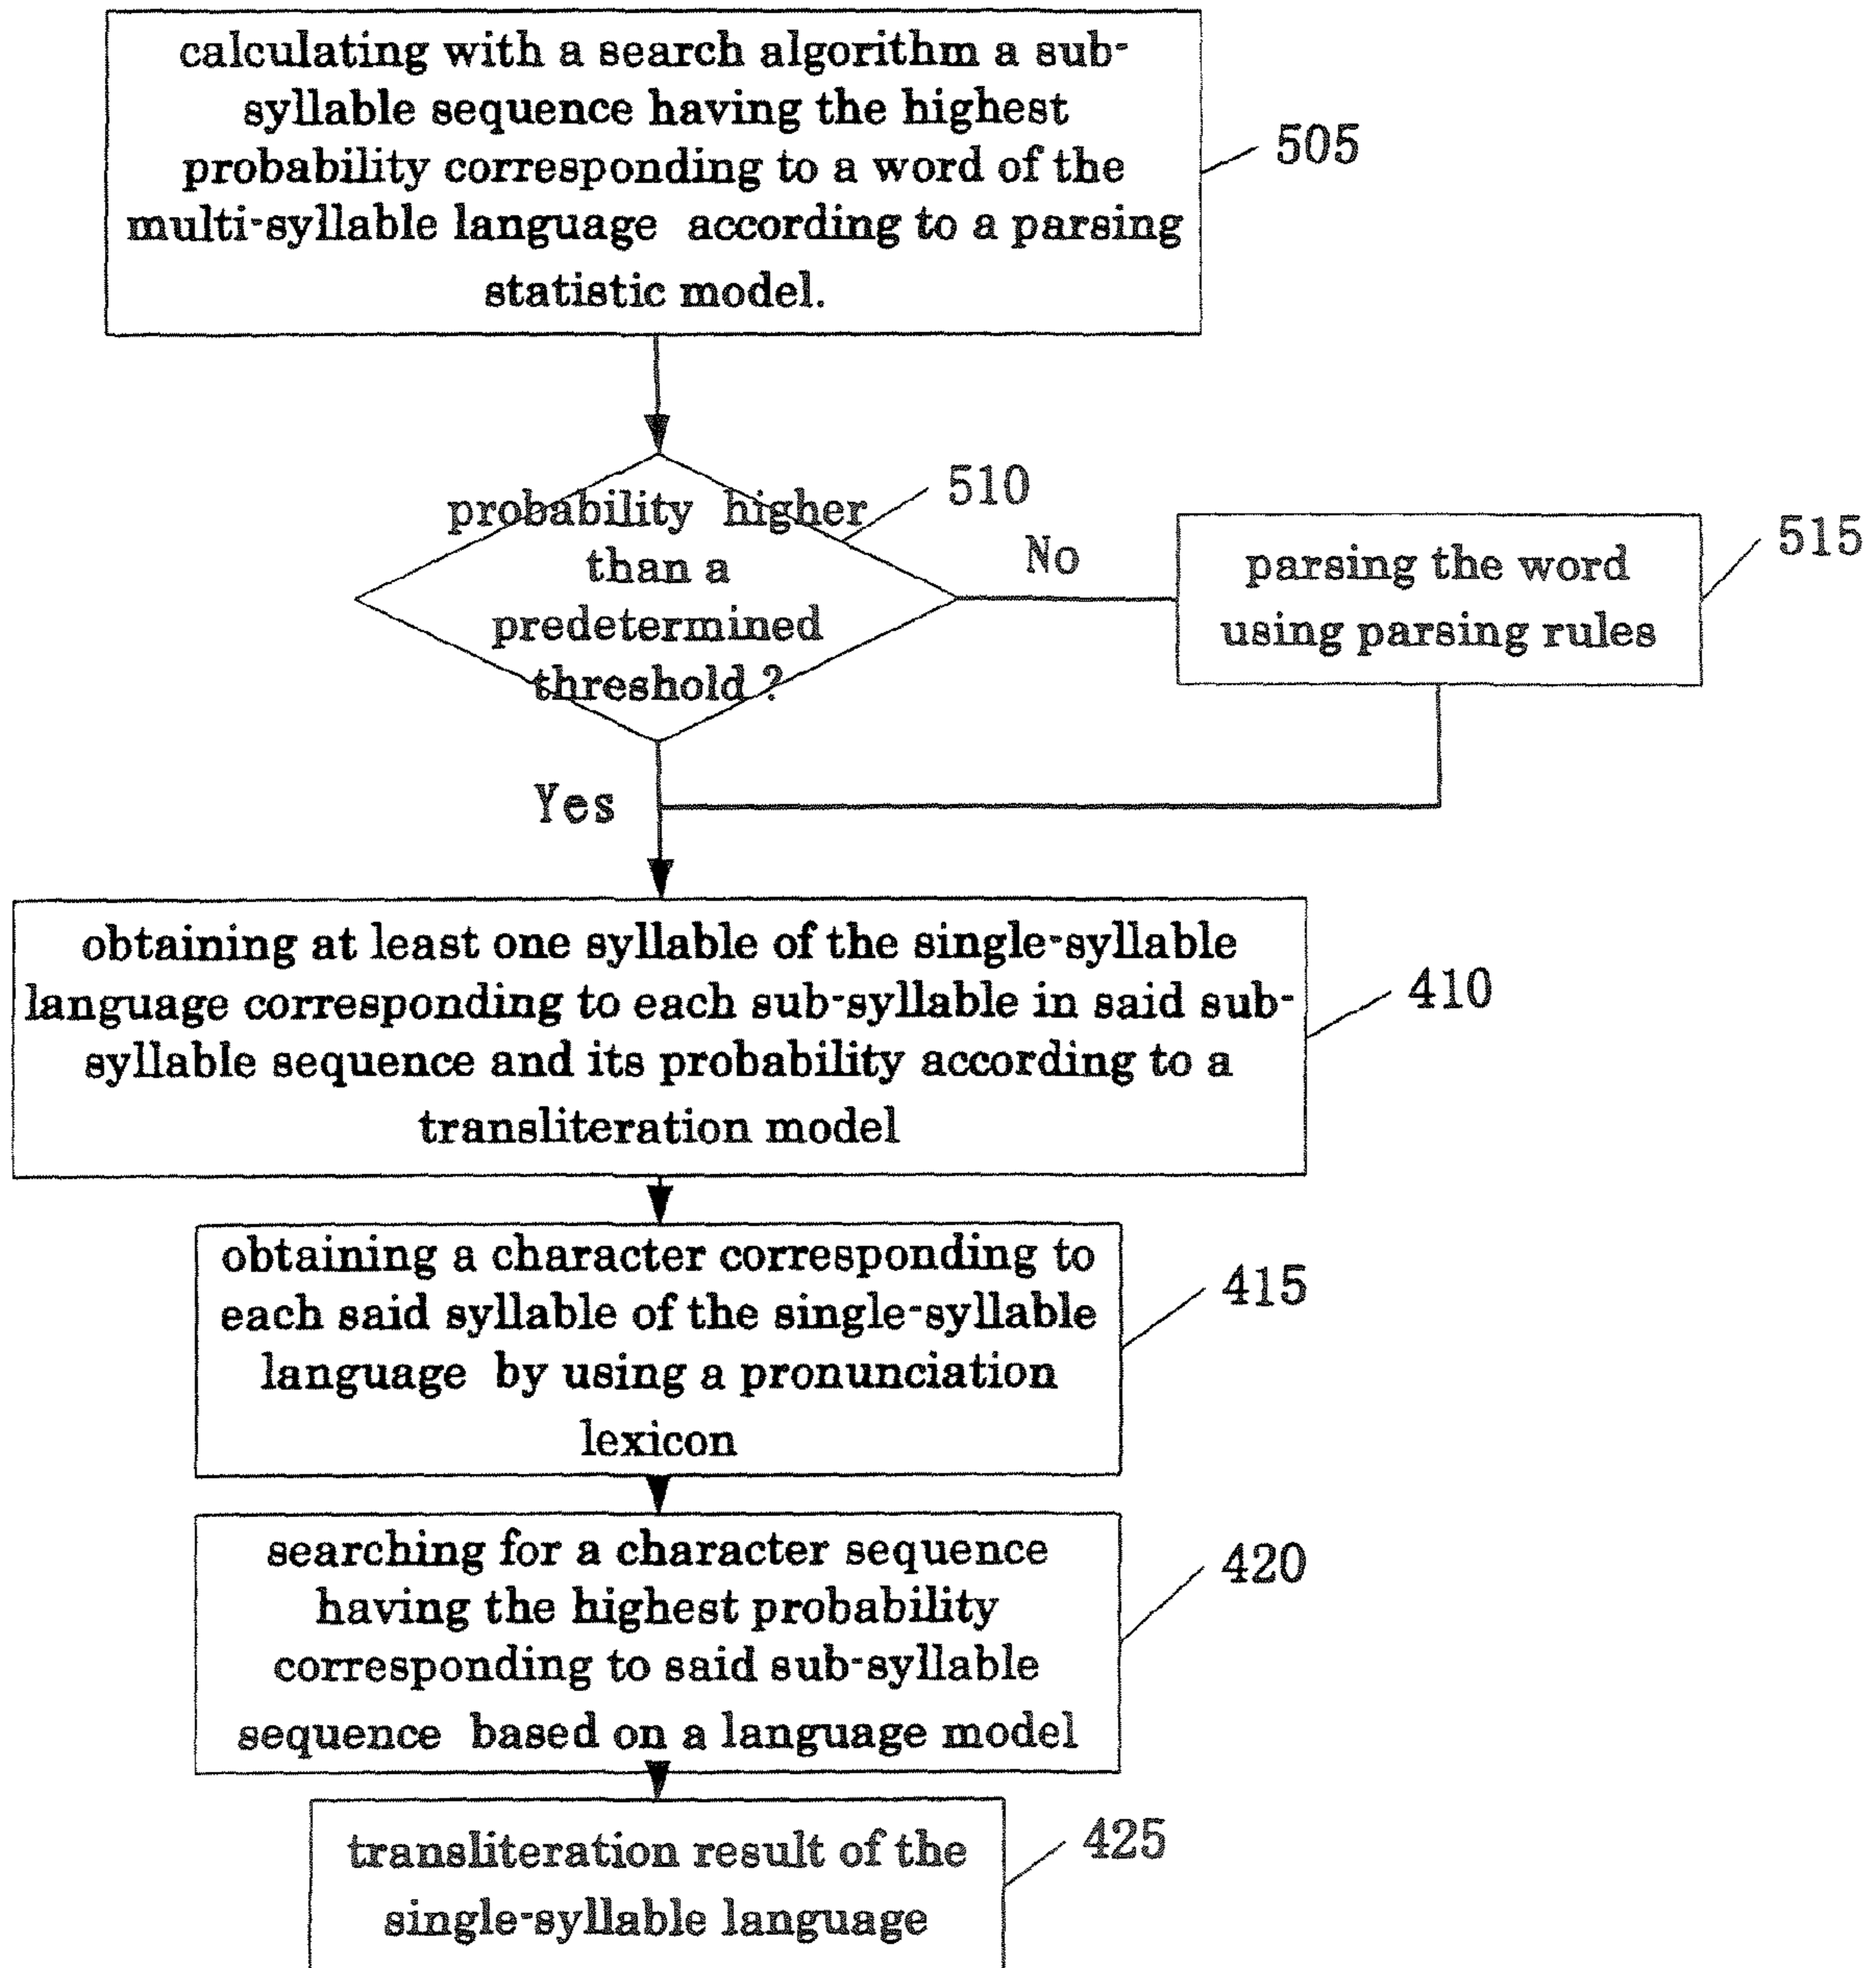 calculating with a search algorithm a sub-
syllable sequence having the highest
probability corresponding to a word of the
multi-syllable language according to a parsing
statistic model.
505
probability higher
than a
predetermined
threshold ?
510
No
parsing the word
using parsing rules
515
Yes
obtaining at least one syllable of the single-syllable
language corresponding to each sub-syllable in said sub-
syllable sequence and its probability according to a
transliteration model
410
obtaining a character corresponding to
each said syllable of the single-syllable
language by using a pronunciation
lexicon
415
searching for a character sequence
having the highest probability
corresponding to said sub-syllable
sequence based on a language model
420
transliteration result of the
single-syllable language
425